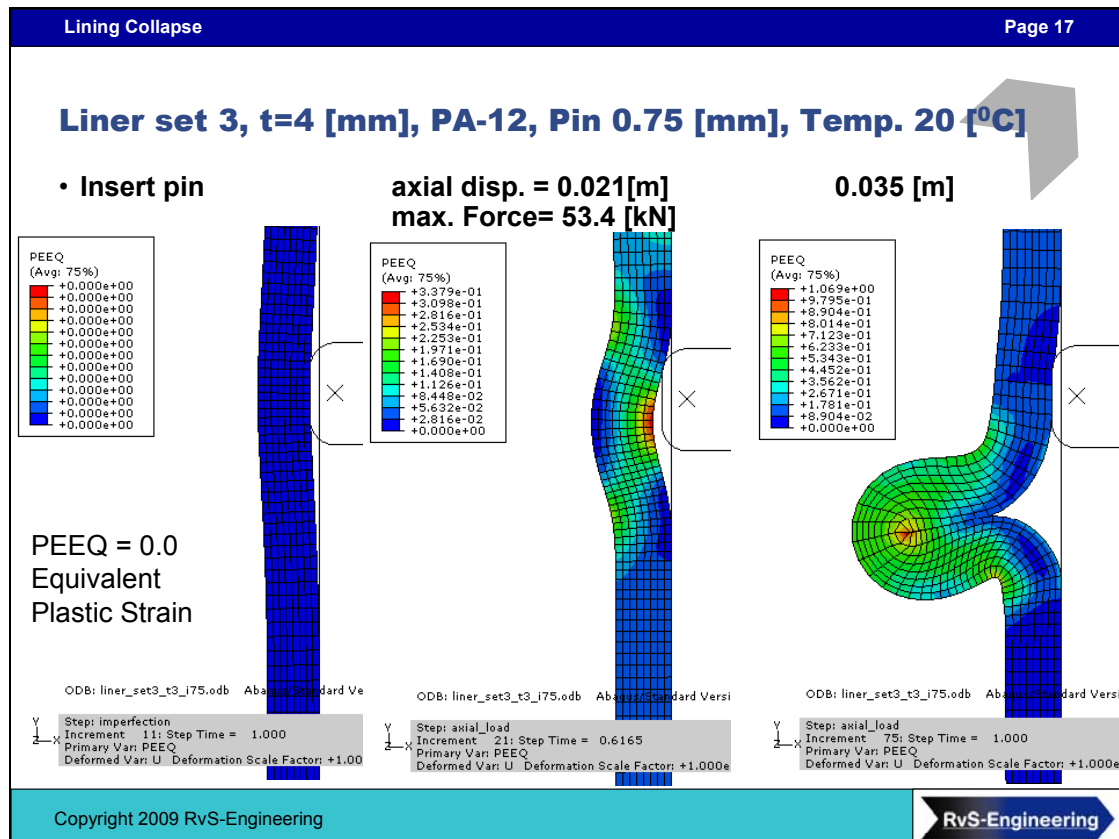 Lining Collapse
Page 17
Liner set 3, t=4 [mm], PA-12, Pin 0.75 [mm], Temp. 20 [⁰C]
• Insert pin
axial disp. = 0.021[m]
max. Force= 53.4 [kN]
0.035 [m]
PEEQ
(Avg: 75%)
+0.000e+00
+0.000e+00
+0.000e+00
+0.000e+00
+0.000e+00
+0.000e+00
+0.000e+00
+0.000e+00
+0.000e+00
+0.000e+00
+0.000e+00
+0.000e+00
+0.000e+00
PEEQ
(Avg: 75%)
+3.379e-01
+3.098e-01
+2.816e-01
+2.534e-01
+2.253e-01
+1.971e-01
+1.690e-01
+1.408e-01
+1.126e-01
+8.448e-02
+5.632e-02
+2.816e-02
+0.000e+00
PEEQ
(Avg: 75%)
+1.069e+00
+9.795e-01
+8.904e-01
+8.014e-01
+7.123e-01
+6.233e-01
+5.343e-01
+4.452e-01
+3.562e-01
+2.671e-01
+1.781e-01
+8.904e-02
+0.000e+00
PEEQ = 0.0
Equivalent
Plastic Strain
ODB: liner_set3_t3_i75.odb Abaqus/Standard Ve
Y
Z X
Step: imperfection
Increment 11: Step Time = 1.000
Primary Var: PEEQ
Deformed Var: U Deformation Scale Factor: +1.00
ODB: liner_set3_t3_i75.odb Abaqus/Standard Versi
Y
Z X
Step: axial_load
Increment 21: Step Time = 0.6165
Primary Var: PEEQ
Deformed Var: U Deformation Scale Factor: +1.000e
ODB: liner_set3_t3_i75.odb Abaqus/Standard Versi
Y
Z X
Step: axial_load
Increment 75: Step Time = 1.000
Primary Var: PEEQ
Deformed Var: U Deformation Scale Factor: +1.000e
Copyright 2009 RvS-Engineering
RvS-Engineering